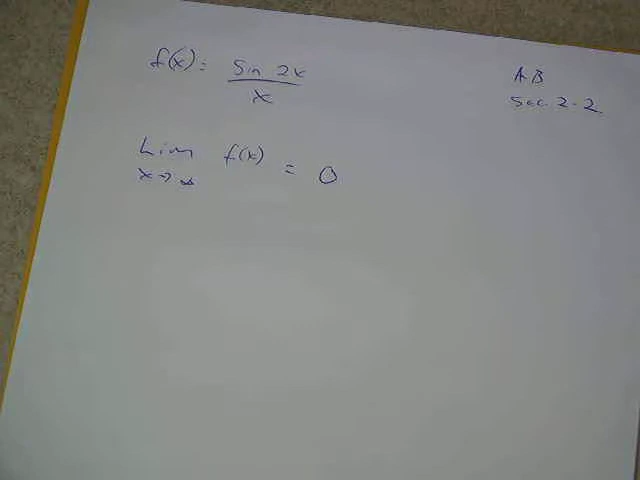 f(x) = sin 2x / x
AB
Sec. 2.2
Lim f(x) = 0
x → ∞